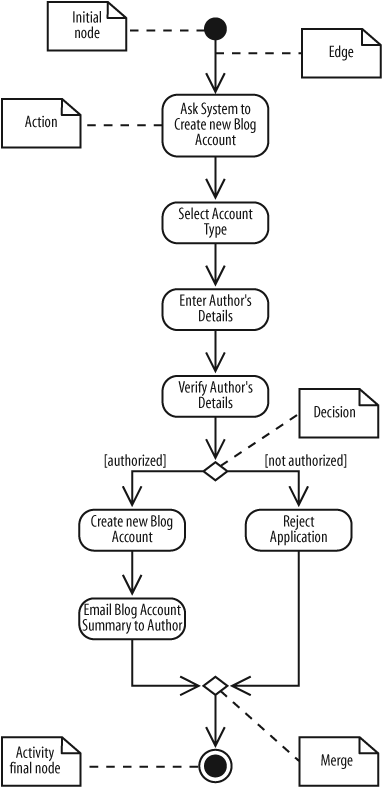 Initial
node
Edge
Ask System to
Create new Blog
Account
Action
Select Account
Type
Enter Author's
Details
Verify Author's
Details
Decision
[authorized]
[not authorized]
Create new Blog
Account
Reject
Application
Email Blog Account
Summary to Author
Activity
final node
Merge